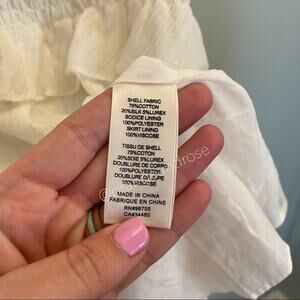 SHELL FABRIC
75%COTTON
20%SILK 5%LUREX
BODICE LINING
100%POLYESTER
SKIRT LINING
100%VISCOSE
TISSU DE SHELL
75%COTTON
20%SOIE 5%LUREX
DOUBLURE DE CORPS
100%POLYESTER
DOUBLURE DE JUPE
100%VISCOSE
MADE IN CHINA
FABRIQUE EN CHINE
RN#96705
CA#34460